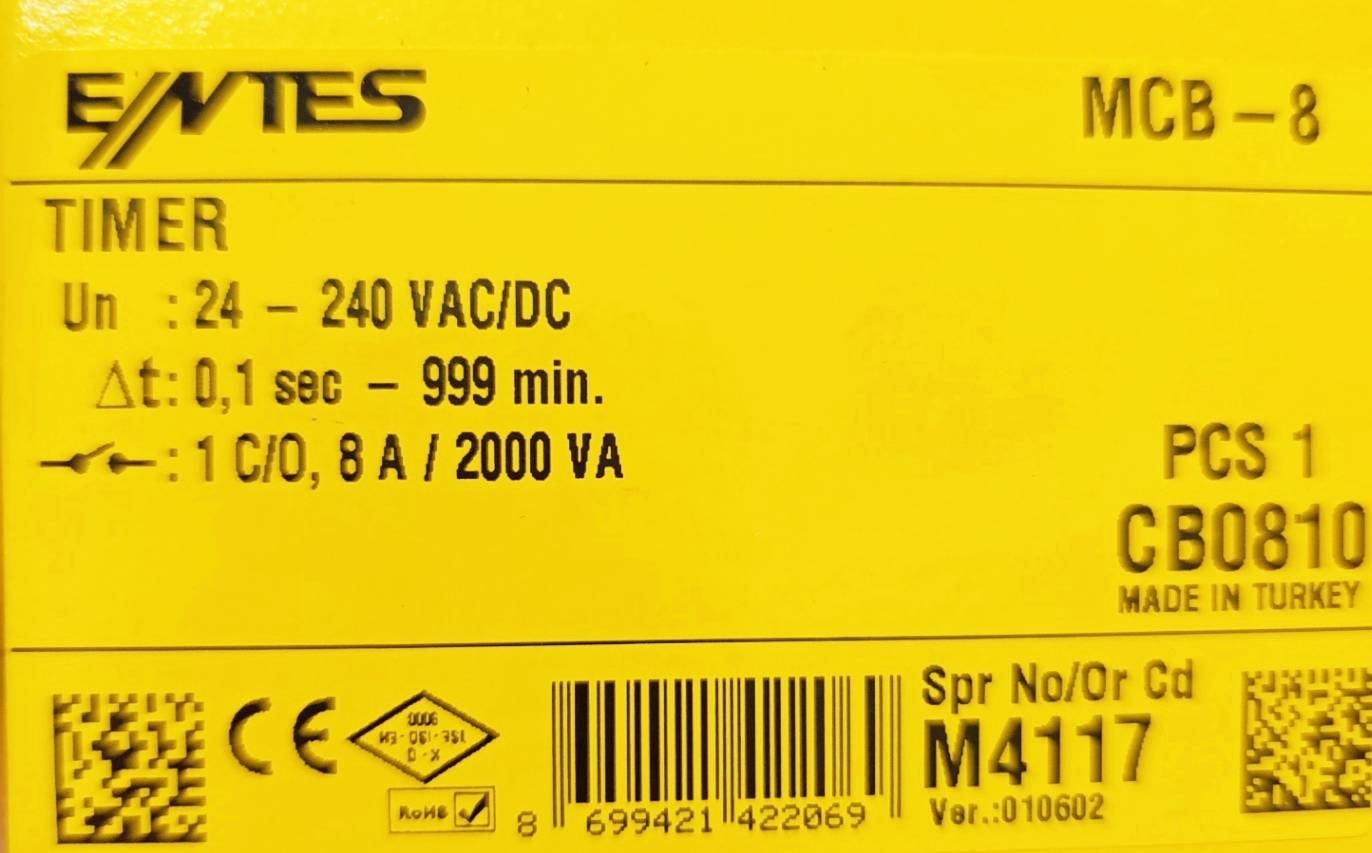 ENTES
MCB – 8
TIMER
Un : 24 – 240 VAC/DC
Δt: 0,1 sec – 999 min.
: 1 C/O, 8 A / 2000 VA
PCS 1
CB0810
MADE IN TURKEY
CE
RoHS
8 699421 422069
Spr No/Or Cd
M4117
Ver.:010602